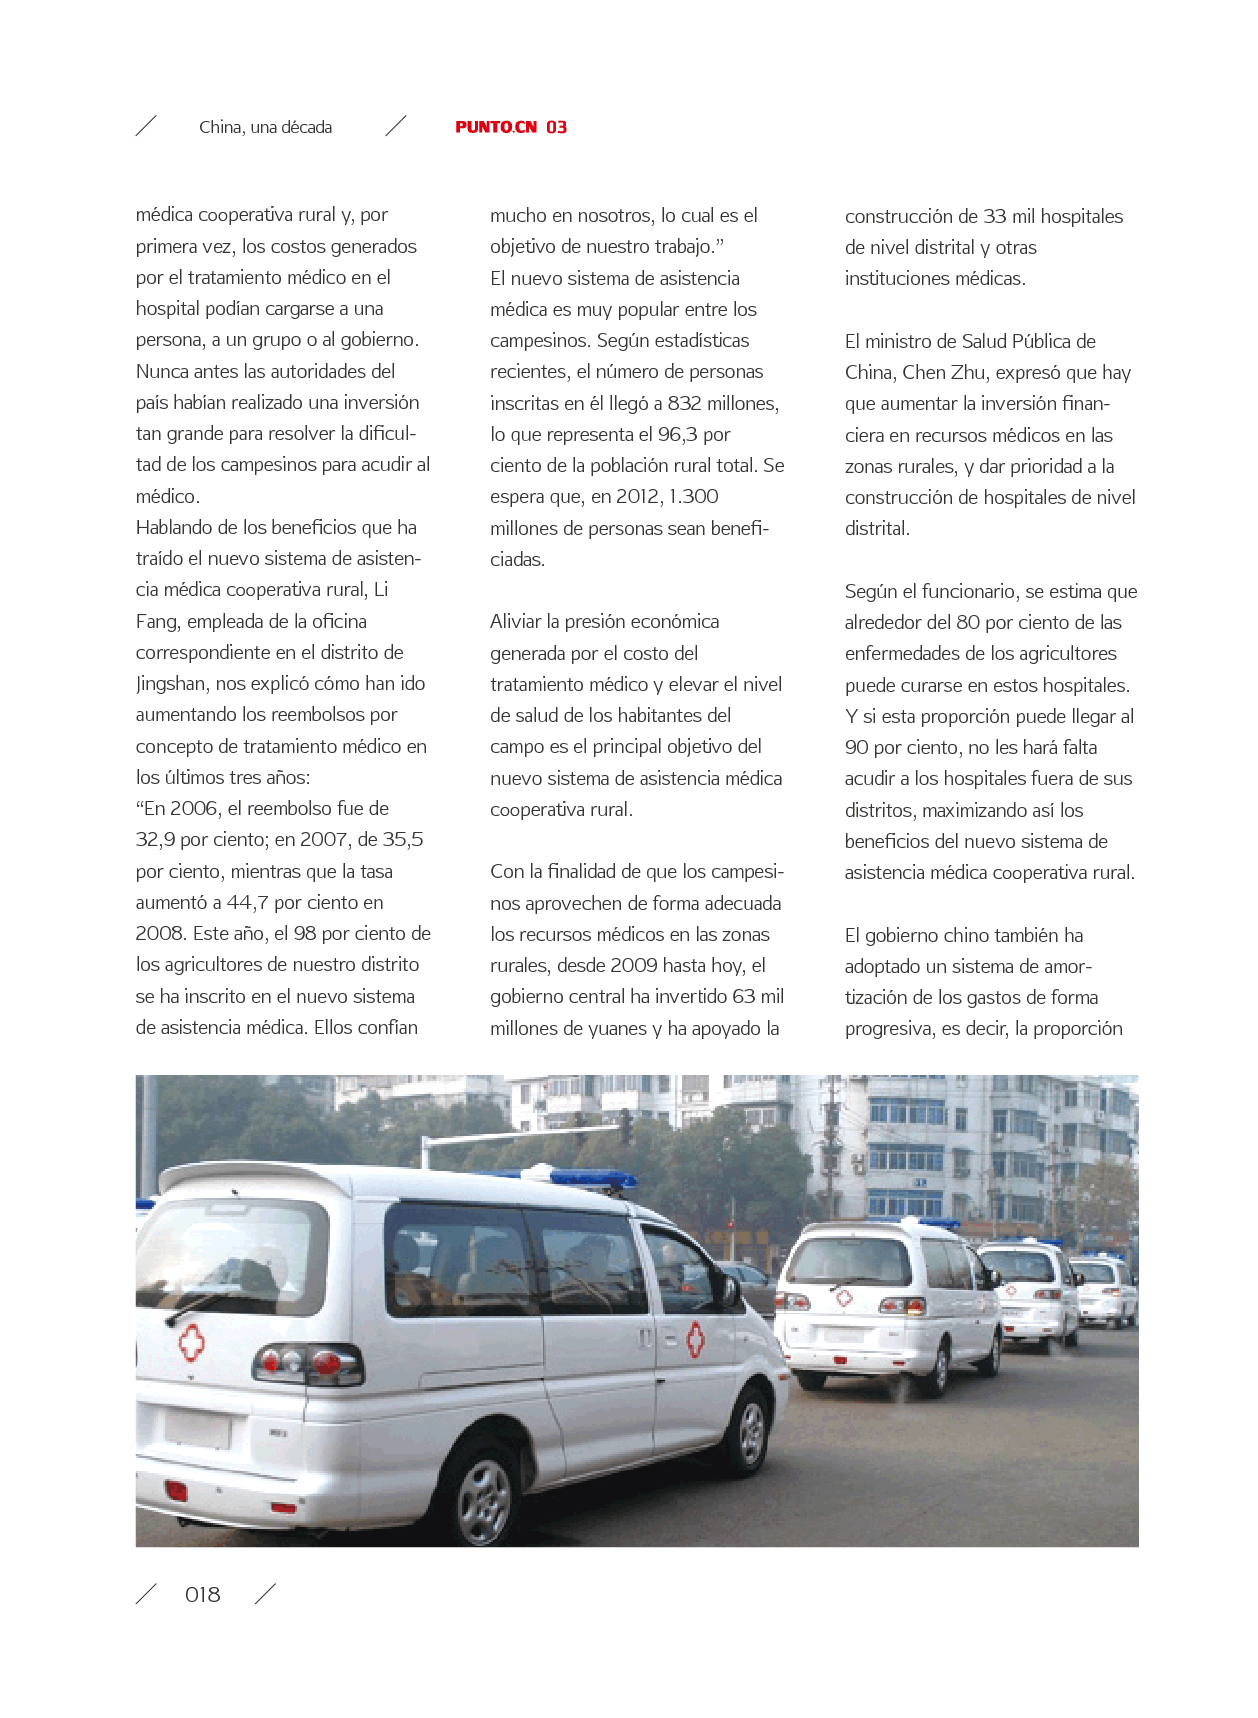 China, una década
PUNTO.CN 03
médica cooperativa rural y, por
primera vez, los costos generados
por el tratamiento médico en el
hospital podían cargarse a una
persona, a un grupo o al gobierno.
Nunca antes las autoridades del
país habían realizado una inversión
tan grande para resolver la dificul-
tad de los campesinos para acudir al
médico.
Hablando de los beneficios que ha
traído el nuevo sistema de asisten-
cia médica cooperativa rural, Li
Fang, empleada de la oficina
correspondiente en el distrito de
Jingshan, nos explicó cómo han ido
aumentando los reembolsos por
concepto de tratamiento médico en
los últimos tres años:
“En 2006, el reembolso fue de
32,9 por ciento; en 2007, de 35,5
por ciento, mientras que la tasa
aumentó a 44,7 por ciento en
2008. Este año, el 98 por ciento de
los agricultores de nuestro distrito
se ha inscrito en el nuevo sistema
de asistencia médica. Ellos confían
mucho en nosotros, lo cual es el
objetivo de nuestro trabajo.”
El nuevo sistema de asistencia
médica es muy popular entre los
campesinos. Según estadísticas
recientes, el número de personas
inscritas en él llegó a 832 millones,
lo que representa el 96,3 por
ciento de la población rural total. Se
espera que, en 2012, 1.300
millones de personas sean benefi-
ciadas.
Aliviar la presión económica
generada por el costo del
tratamiento médico y elevar el nivel
de salud de los habitantes del
campo es el principal objetivo del
nuevo sistema de asistencia médica
cooperativa rural.
Con la finalidad de que los campesi-
nos aprovechen de forma adecuada
los recursos médicos en las zonas
rurales, desde 2009 hasta hoy, el
gobierno central ha invertido 63 mil
millones de yuanes y ha apoyado la
construcción de 33 mil hospitales
de nivel distrital y otras
instituciones médicas.
El ministro de Salud Pública de
China, Chen Zhu, expresó que hay
que aumentar la inversión finan-
ciera en recursos médicos en las
zonas rurales, y dar prioridad a la
construcción de hospitales de nivel
distrital.
Según el funcionario, se estima que
alrededor del 80 por ciento de las
enfermedades de los agricultores
puede curarse en estos hospitales.
Y si esta proporción puede llegar al
90 por ciento, no les hará falta
acudir a los hospitales fuera de sus
distritos, maximizando así los
beneficios del nuevo sistema de
asistencia médica cooperativa rural.
El gobierno chino también ha
adoptado un sistema de amor-
tización de los gastos de forma
progresiva, es decir, la proporción
018